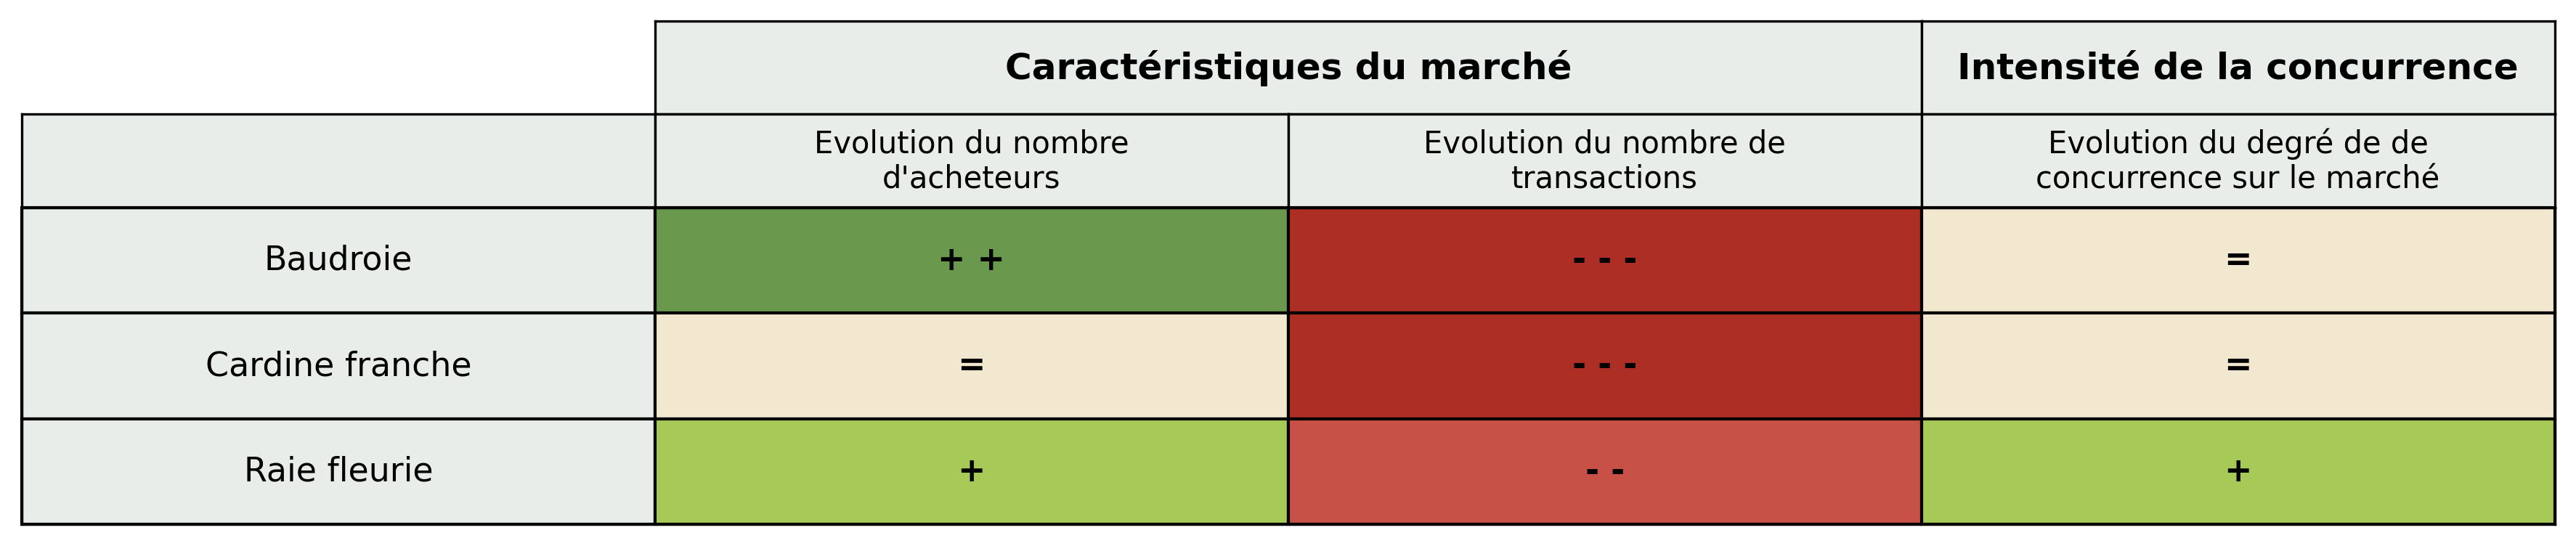 Caractéristiques du marché
Intensité de la concurrence
Evolution du nombre
d'acheteurs
Evolution du nombre de
transactions
Evolution du degré de de
concurrence sur le marché
Baudroie
+ +
- - -
=
Cardine franche
=
- - -
=
Raie fleurie
+
- -
+